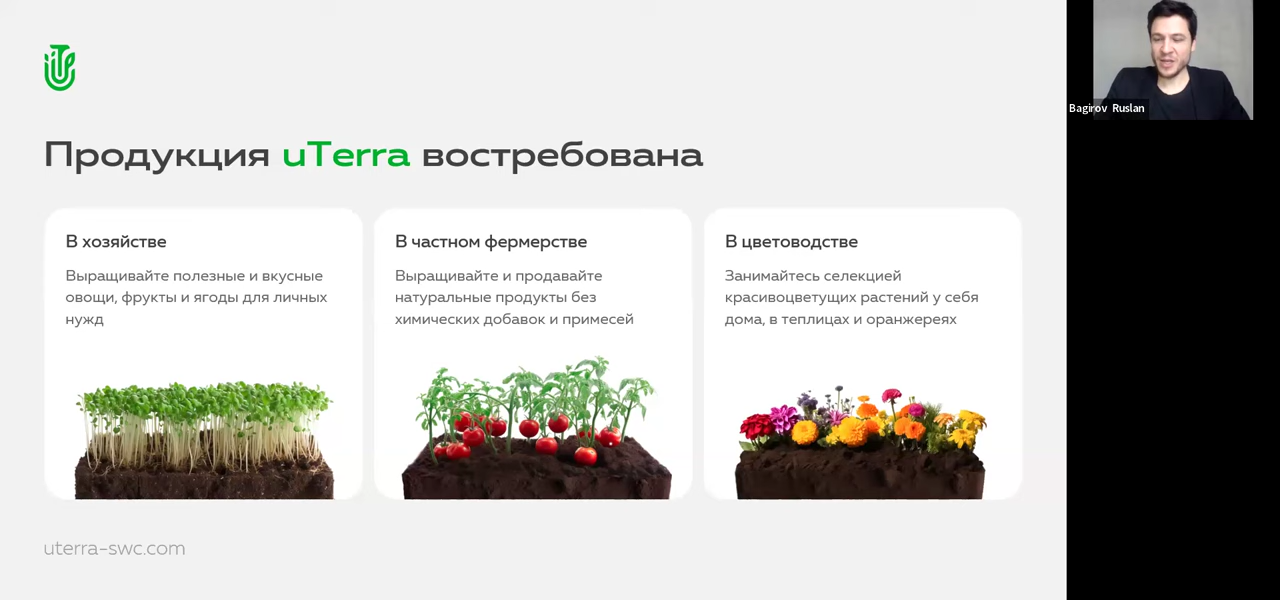 Продукция uTerra востребована
В хозяйстве
Выращивайте полезные и вкусные
овощи, фрукты и ягоды для личных
нужд
В частном фермерстве
Выращивайте и продавайте
натуральные продукты без
химических добавок и примесей
В цветоводстве
Занимайтесь селекцией
красивоцветущих растений у себя
дома, в теплицах и оранжереях
uterra-swc.com
Bagirov Ruslan